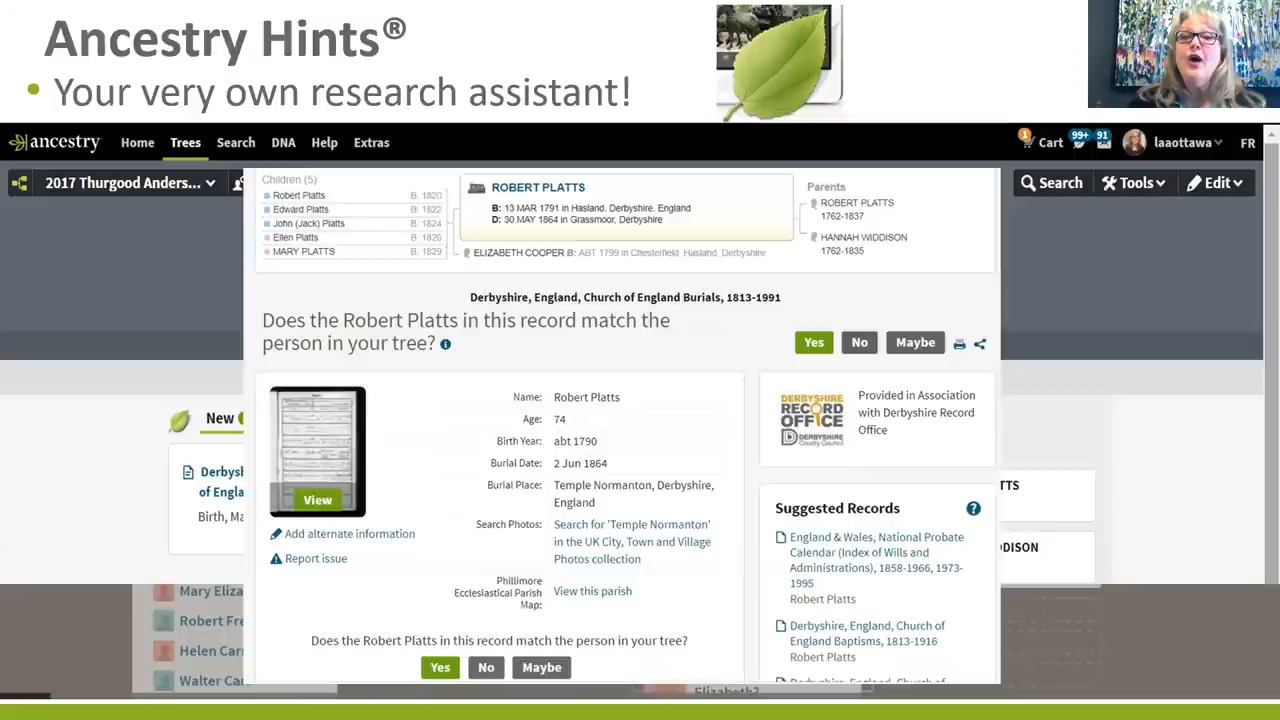 Ancestry Hints®
• Your very own research assistant!
ancestry Home Trees Search DNA Help Extras 1 Cart 99+ 91 laaottawa FR
2017 Thurgood Anders... Search Tools Edit
Children (5)
Robert Platts B: 1820
Edward Platts B: 1822
John (Jack) Platts B: 1824
Ellen Platts B: 1826
MARY PLATTS B: 1829
ROBERT PLATTS
B: 13 MAR 1791 in Hasland, Derbyshire, England
D: 30 MAY 1864 in Grassmoor, Derbyshire
ELIZABETH COOPER B: ABT 1799 in Chesterfield, Hasland, Derbyshire
Parents
ROBERT PLATTS
1762-1837
HANNAH WIDDISON
1762-1835
Derbyshire, England, Church of England Burials, 1813-1991
Does the Robert Platts in this record match the
person in your tree?
Yes No Maybe
View
Add alternate information
Report issue
Name: Robert Platts
Age: 74
Birth Year: abt 1790
Burial Date: 2 Jun 1864
Burial Place: Temple Normanton, Derbyshire,
England
Search Photos: Search for 'Temple Normanton'
in the UK City, Town and Village
Photos collection
Phillimore
Ecclesiastical Parish
Map: View this parish
Does the Robert Platts in this record match the person in your tree?
Yes No Maybe
DERBYSHIRE
RECORD
OFFICE
DERBYSHIRE
County Council
Provided in Association
with Derbyshire Record
Office
Suggested Records ?
England & Wales, National Probate
Calendar (Index of Wills and
Administrations), 1858-1966, 1973-
1995
Robert Platts
Derbyshire, England, Church of
England Baptisms, 1813-1916
Robert Platts
Derbyshire, England, Church of
New
Derbysh
of Engla
Birth, Ma
Mary Eliza
Robert Fre
Helen Carr
Walter Car
TTS
DISON
Elizabeth?